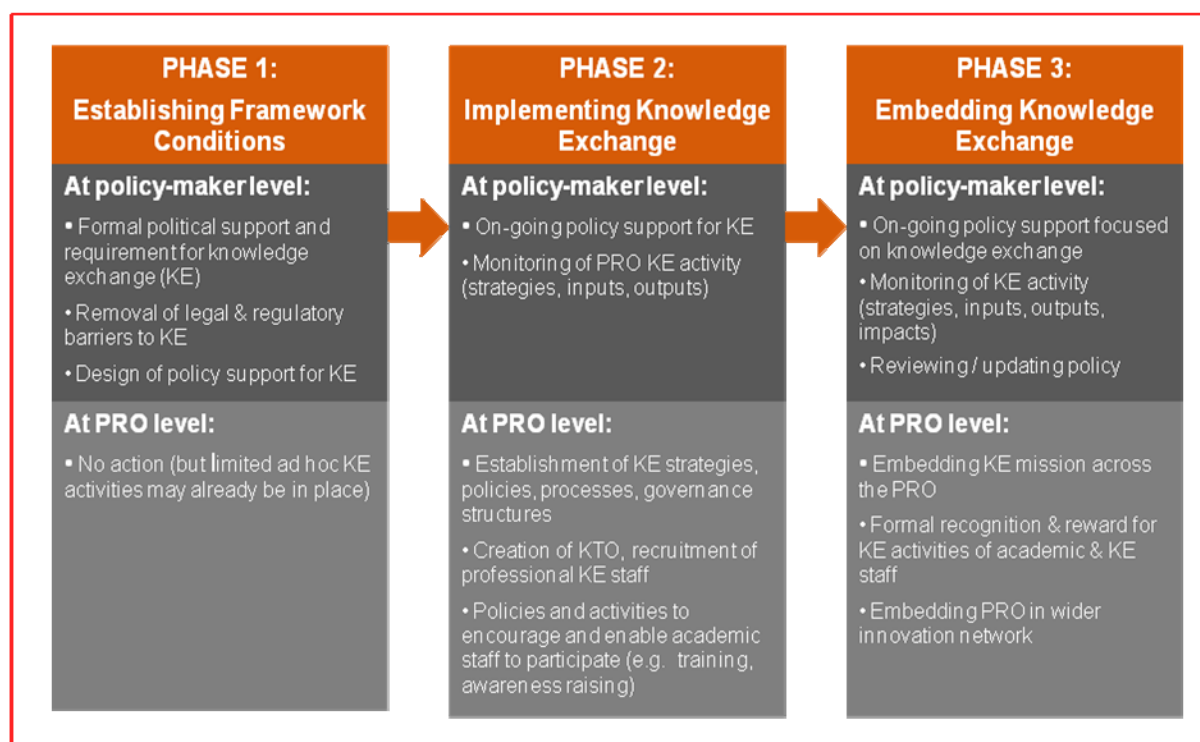 PHASE 1:
Establishing Framework
Conditions
At policy-maker level:
▪ Formal political support and
requirement for knowledge
exchange (KE)
• Removal of legal & regulatory
barriers to KE
• Design of policy support for KE
At PRO level:
▪ No action (but limited ad hoc KE
activities may already be in place)
PHASE 2:
Implementing Knowledge
Exchange
At policy-maker level:
▪ On-going policy support for KE
• Monitoring of PRO KE activity
(strategies, inputs, outputs)
At PRO level:
▪ Establishment of KE strategies,
policies, processes, governance
structures
• Creation of KTO, recruitment of
professional KE staff
• Policies and activities to
encourage and enable academic
staff to participate (e.g. training,
awareness raising)
PHASE 3:
Embedding Knowledge
Exchange
At policy-maker level:
▪ On-going policy support focused
on knowledge exchange
• Monitoring of KE activity
(strategies, inputs, outputs,
impacts)
• Reviewing / updating policy
At PRO level:
▪ Embedding KE mission across
the PRO
• Formal recognition & reward for
KE activities of academic & KE
staff
• Embedding PRO in wider
innovation network